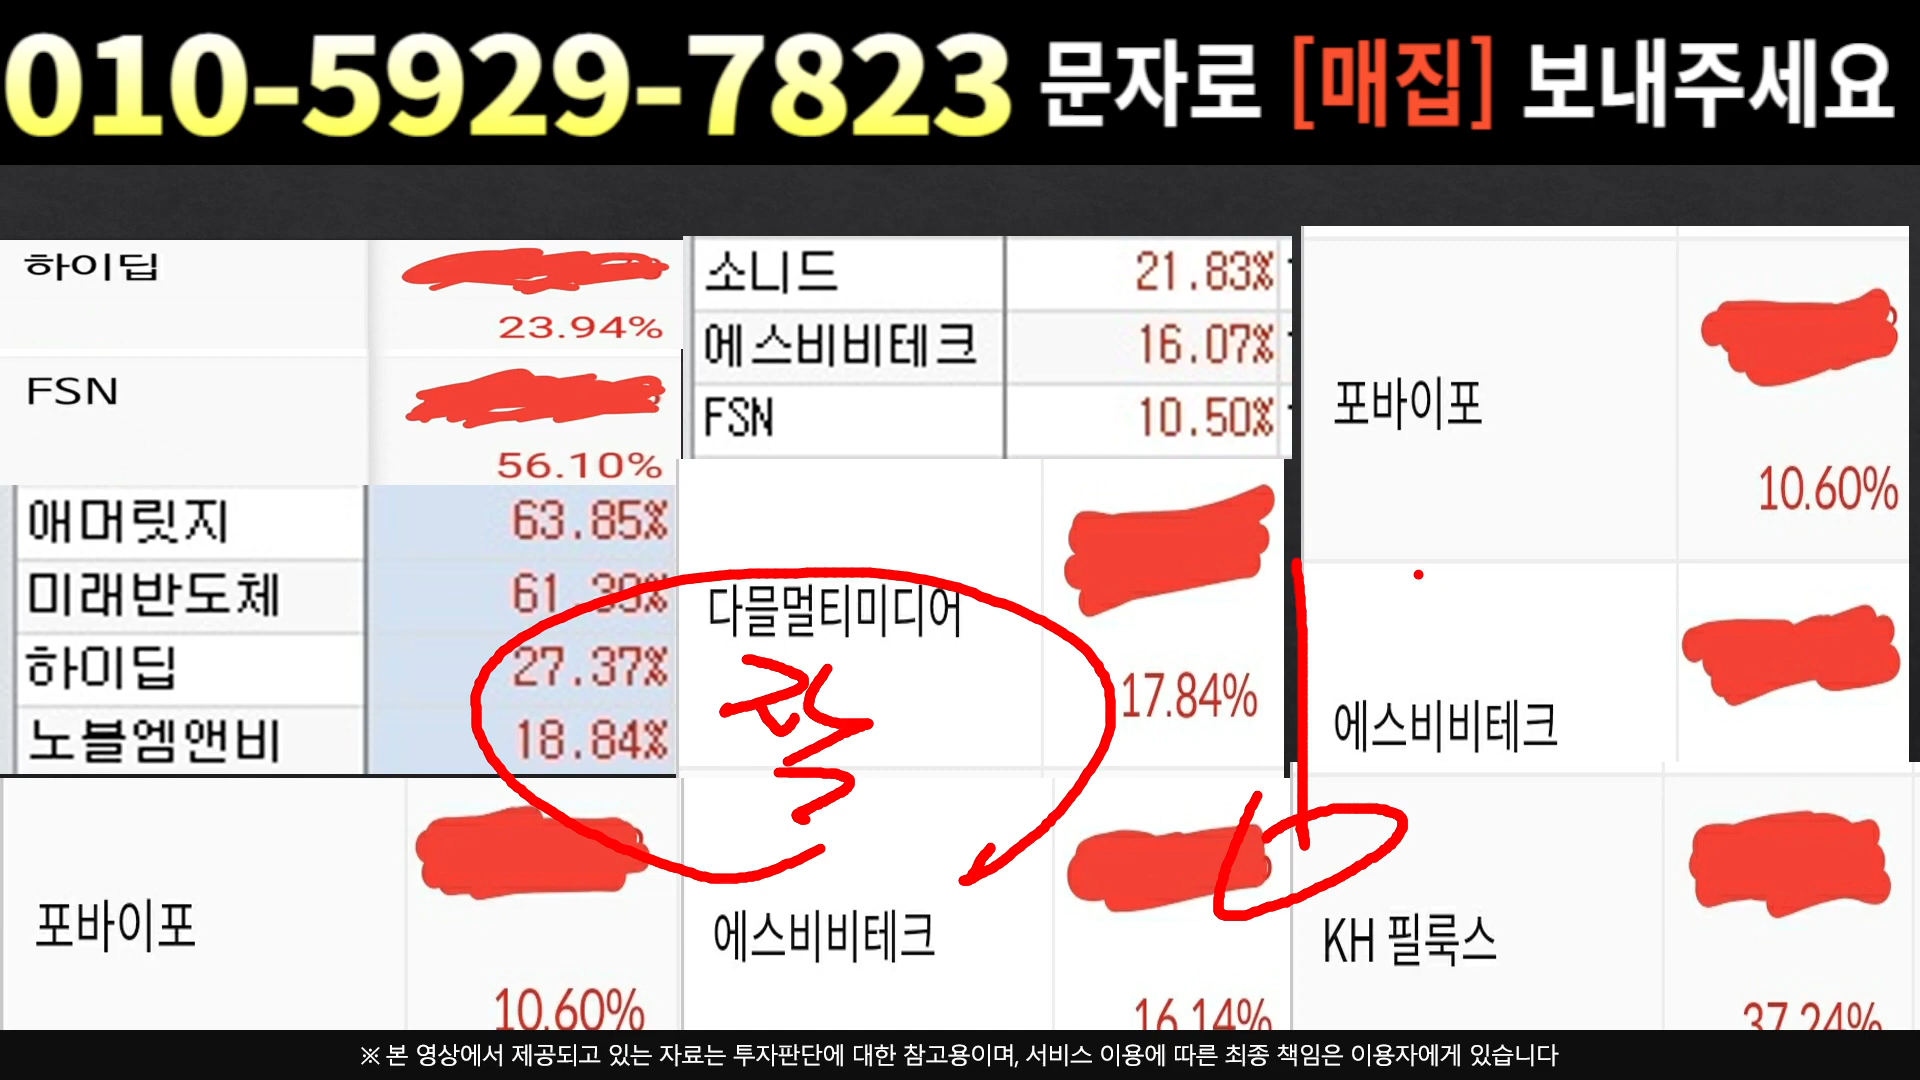 010-5929-7823 문자로 [매집] 보내주세요
하이딥
23.94%
FSN
56.10%
소니드 21.83%
에스비비테크 16.07%
FSN 10.50%
포바이포
10.60%
애머릿지 63.85%
미래반도체 61.39%
하이딥 27.37%
노블엠앤비 18.84%
다믈멀티미디어
17.84%
에스비비테크
포바이포
10.60%
에스비비테크
16.14%
KH 필룩스
37.24%
※ 본 영상에서 제공되고 있는 자료는 투자판단에 대한 참고용이며, 서비스 이용에 따른 최종 책임은 이용자에게 있습니다